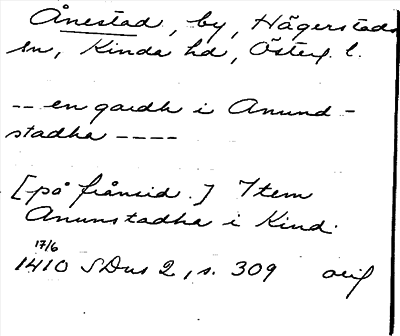 Ånestad, by, Hägerstads
sn, Kinda hd, Österg. l.
-- en gardh i Anund-
stadha ----
[på frånsid.] Item
Anunstadha i Kind.
17/6
1410 SDns 2, s. 309 orig